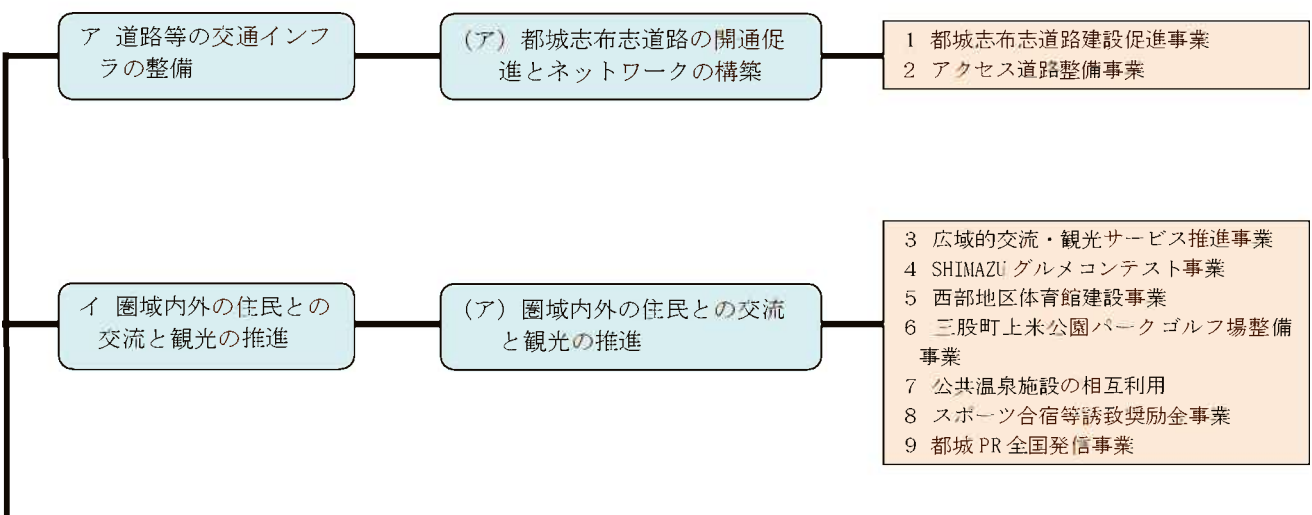 ア 道路等の交通インフ
ラの整備
(ア) 都城志布志道路の開通促
進とネットワークの構築
1 都城志布志道路建設促進事業
2 アクセス道路整備事業
イ 圏域内外の住民との
交流と観光の推進
(ア) 圏域内外の住民との交流
と観光の推進
3 広域的交流・観光サービス推進事業
4 SHIMAZUグルメコンテスト事業
5 西部地区体育館建設事業
6 三股町上米公園パークゴルフ場整備
事業
7 公共温泉施設の相互利用
8 スポーツ合宿等誘致奨励金事業
9 都城PR全国発信事業